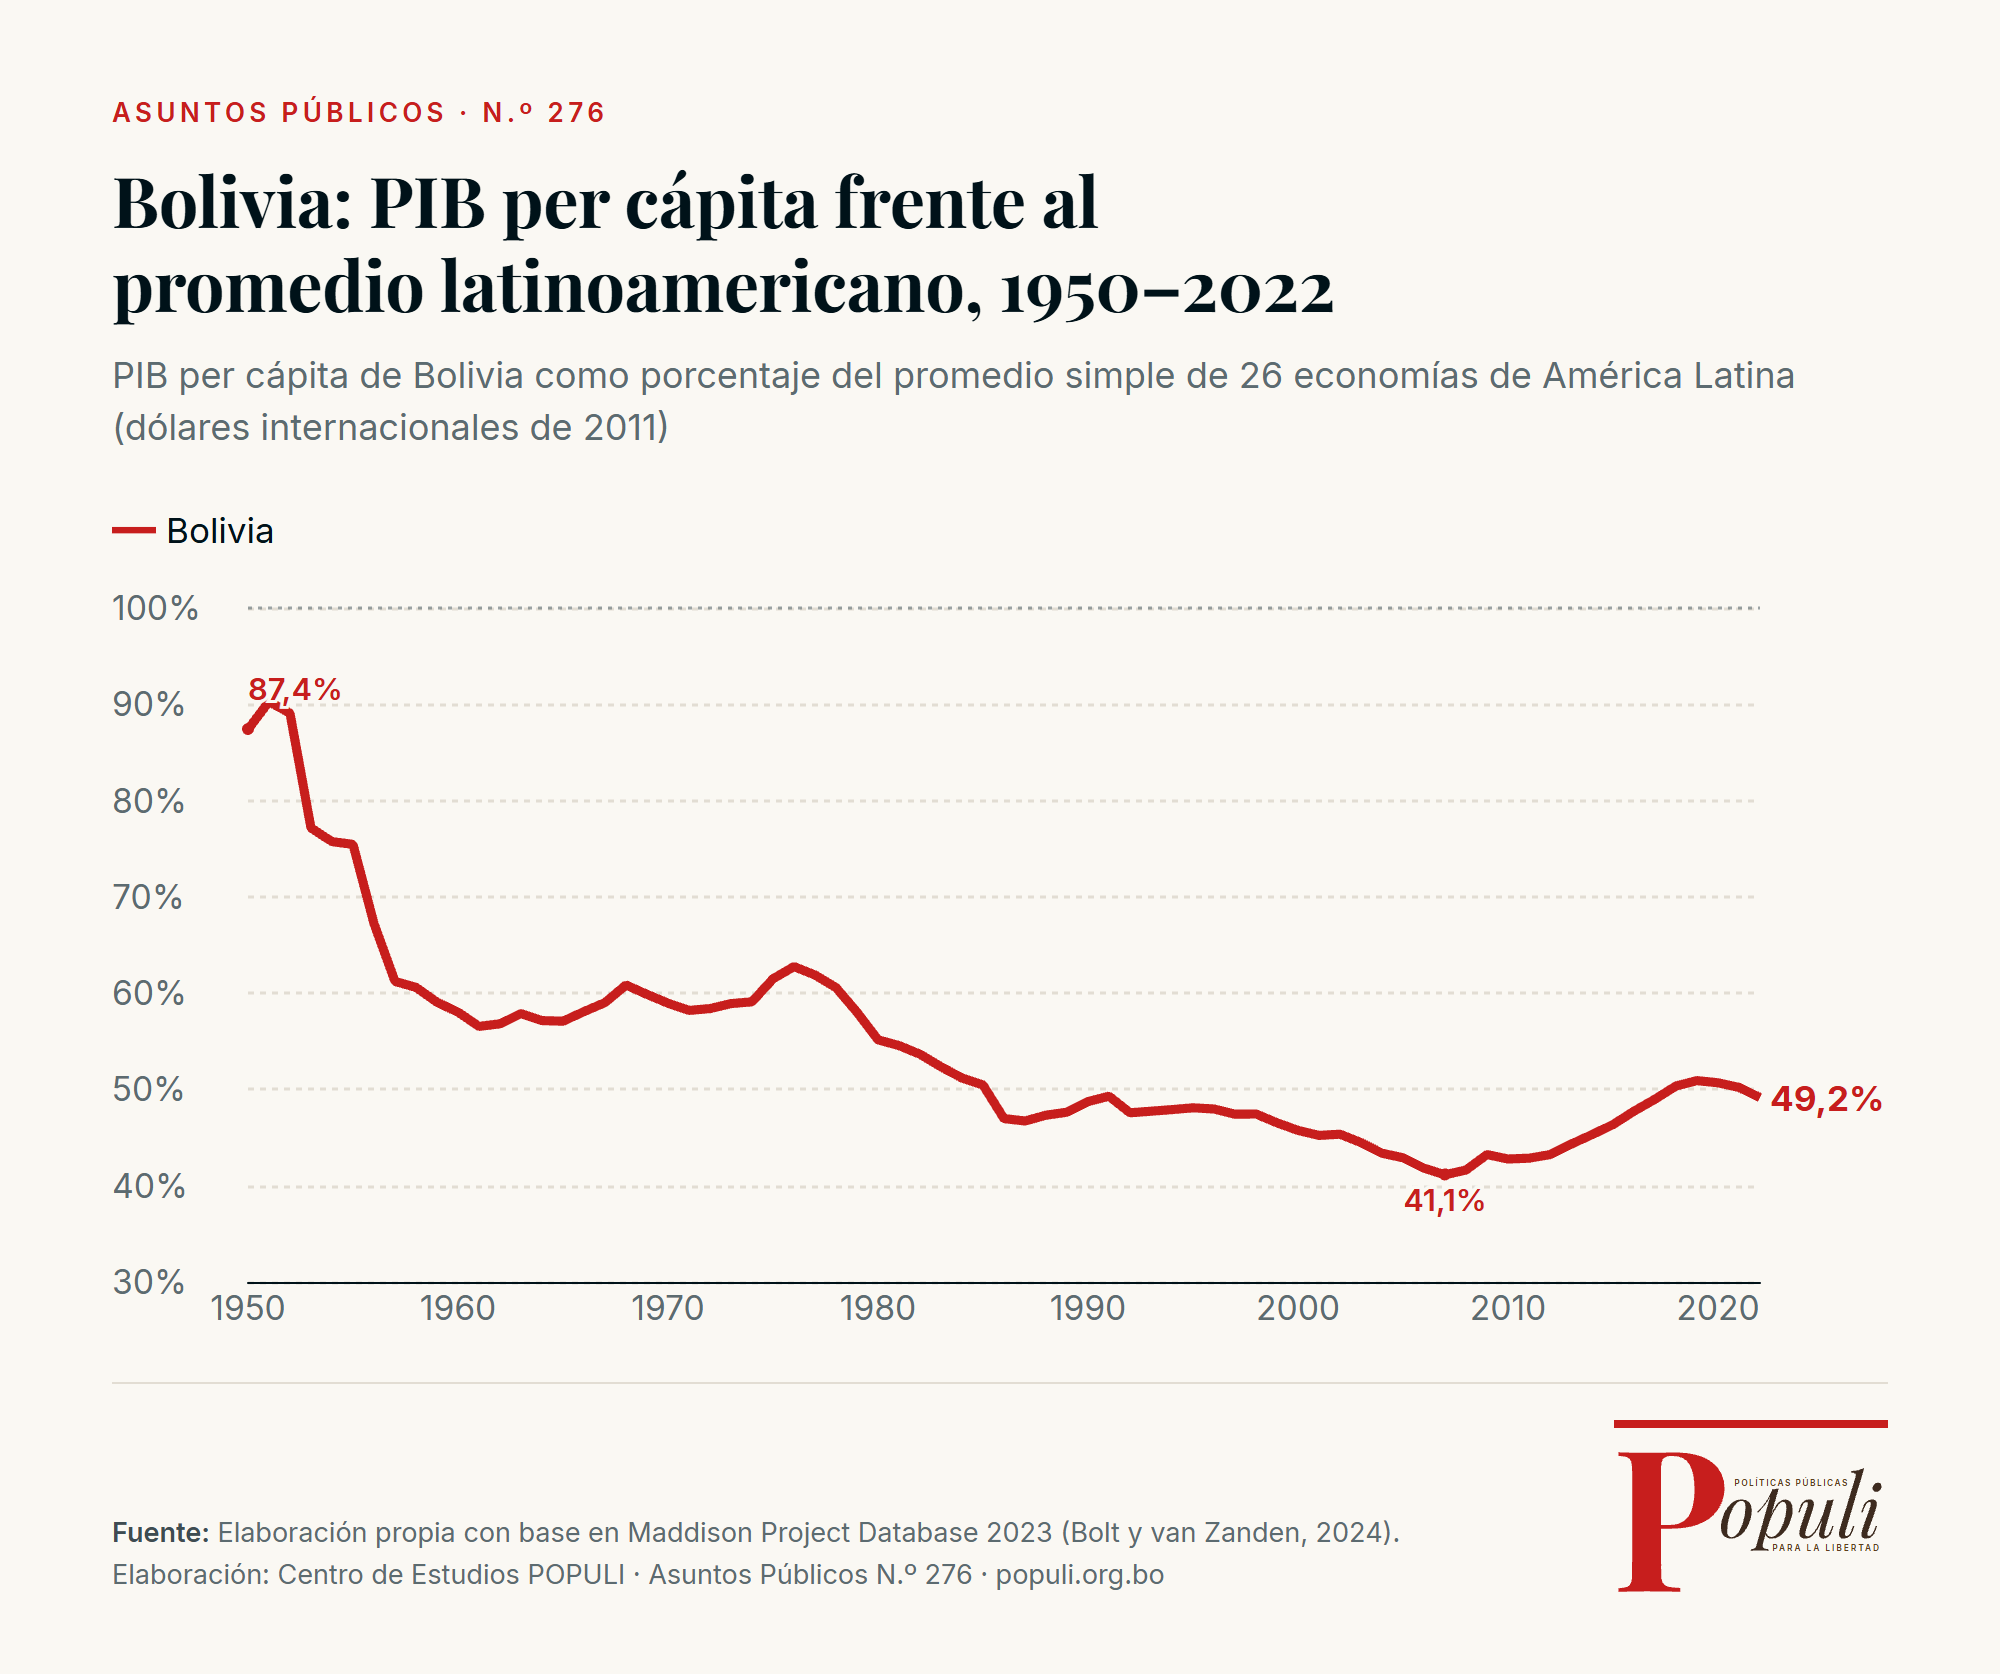 ASUNTOS PÚBLICOS · N.º 276
Bolivia: PIB per cápita frente al
promedio latinoamericano, 1950–2022
PIB per cápita de Bolivia como porcentaje del promedio simple de 26 economías de América Latina
(dólares internacionales de 2011)
Bolivia
100%
87,4%
90%
80%
70%
60%
50%
49,2%
40%
41,1%
30%
1950 1960 1970 1980 1990 2000 2010 2020
POLÍTICAS PÚBLICAS
Populi
PARA LA LIBERTAD
Fuente: Elaboración propia con base en Maddison Project Database 2023 (Bolt y van Zanden, 2024).
Elaboración: Centro de Estudios POPULI · Asuntos Públicos N.º 276 · populi.org.bo